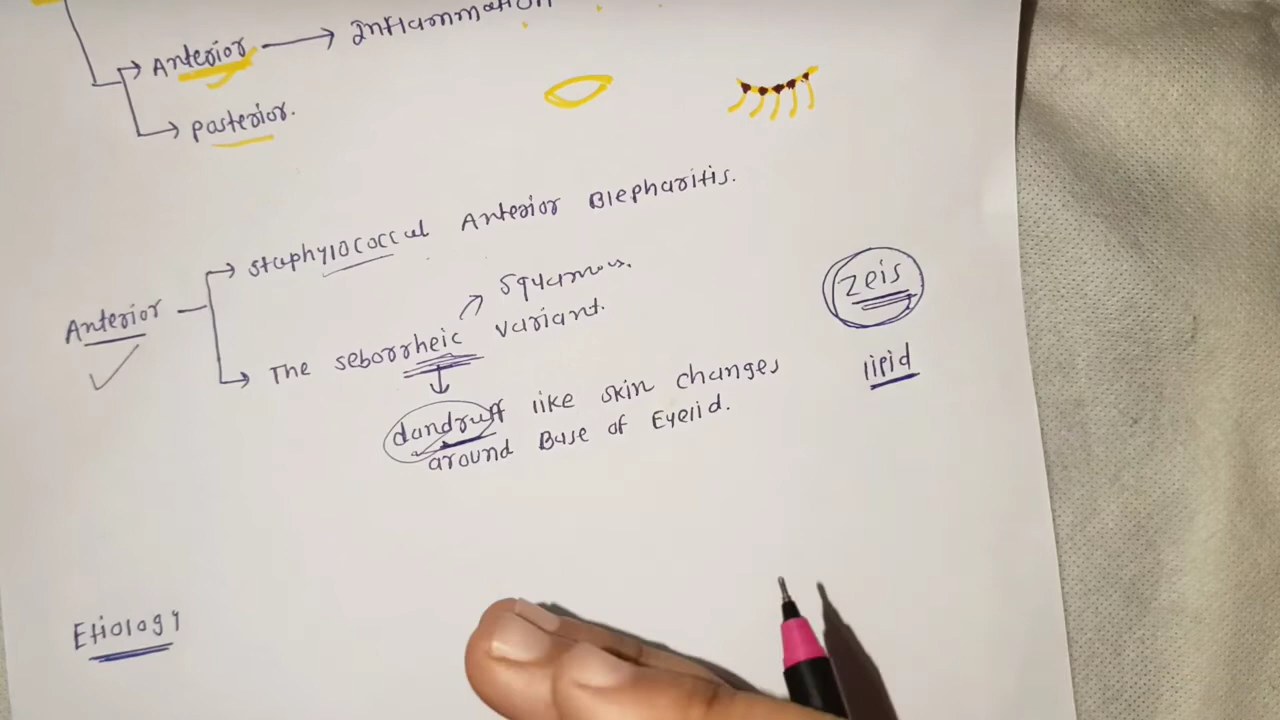 Anterior → Inflammation
posterior.
staphylococcal Anterior Blepharitis.
squamous.
Anterior
The seborrheic variant.
zeis
lipid
dandruff like skin changes
around Base of Eyelid.
Etiology